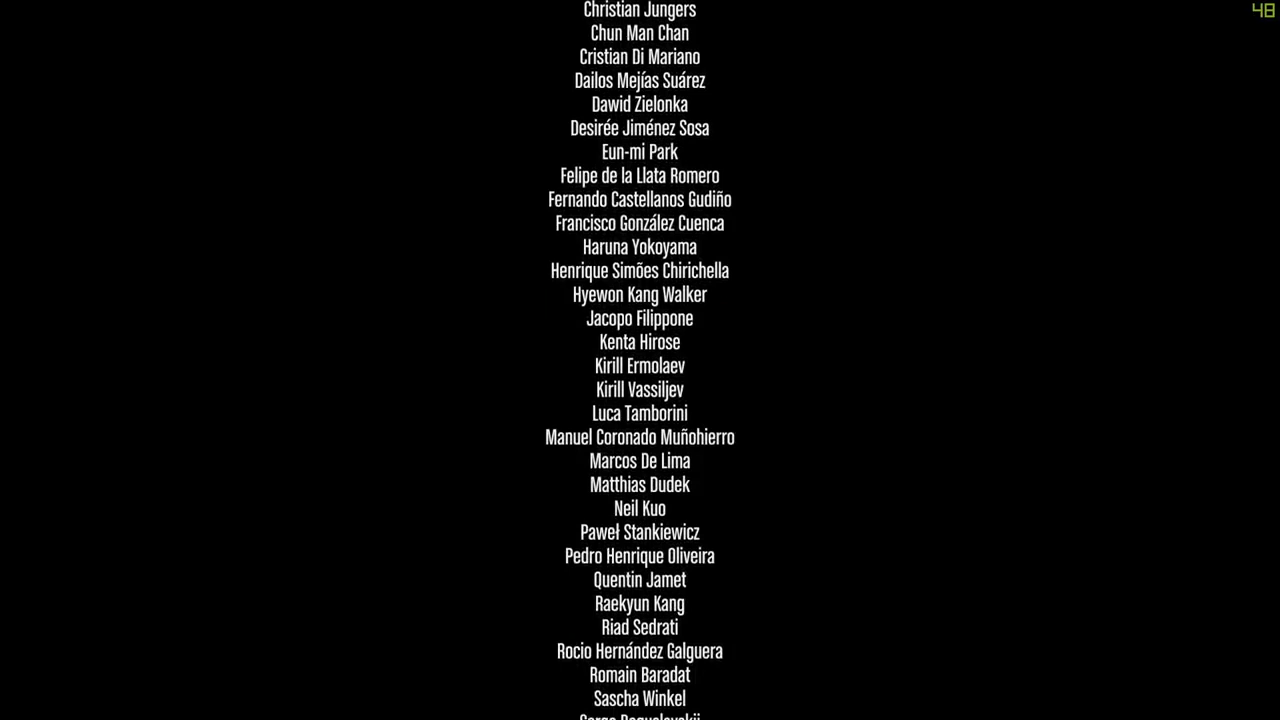 48
Christian Jungers
Chun Man Chan
Cristian Di Mariano
Dailos Mejías Suárez
Dawid Zielonka
Desirée Jiménez Sosa
Eun-mi Park
Felipe de la Llata Romero
Fernando Castellanos Gudiño
Francisco González Cuenca
Haruna Yokoyama
Henrique Simões Chirichella
Hyewon Kang Walker
Jacopo Filippone
Kenta Hirose
Kirill Ermolaev
Kirill Vassiljev
Luca Tamborini
Manuel Coronado Muñohierro
Marcos De Lima
Matthias Dudek
Neil Kuo
Paweł Stankiewicz
Pedro Henrique Oliveira
Quentin Jamet
Raekyun Kang
Riad Sedrati
Rocio Hernández Galguera
Romain Baradat
Sascha Winkel